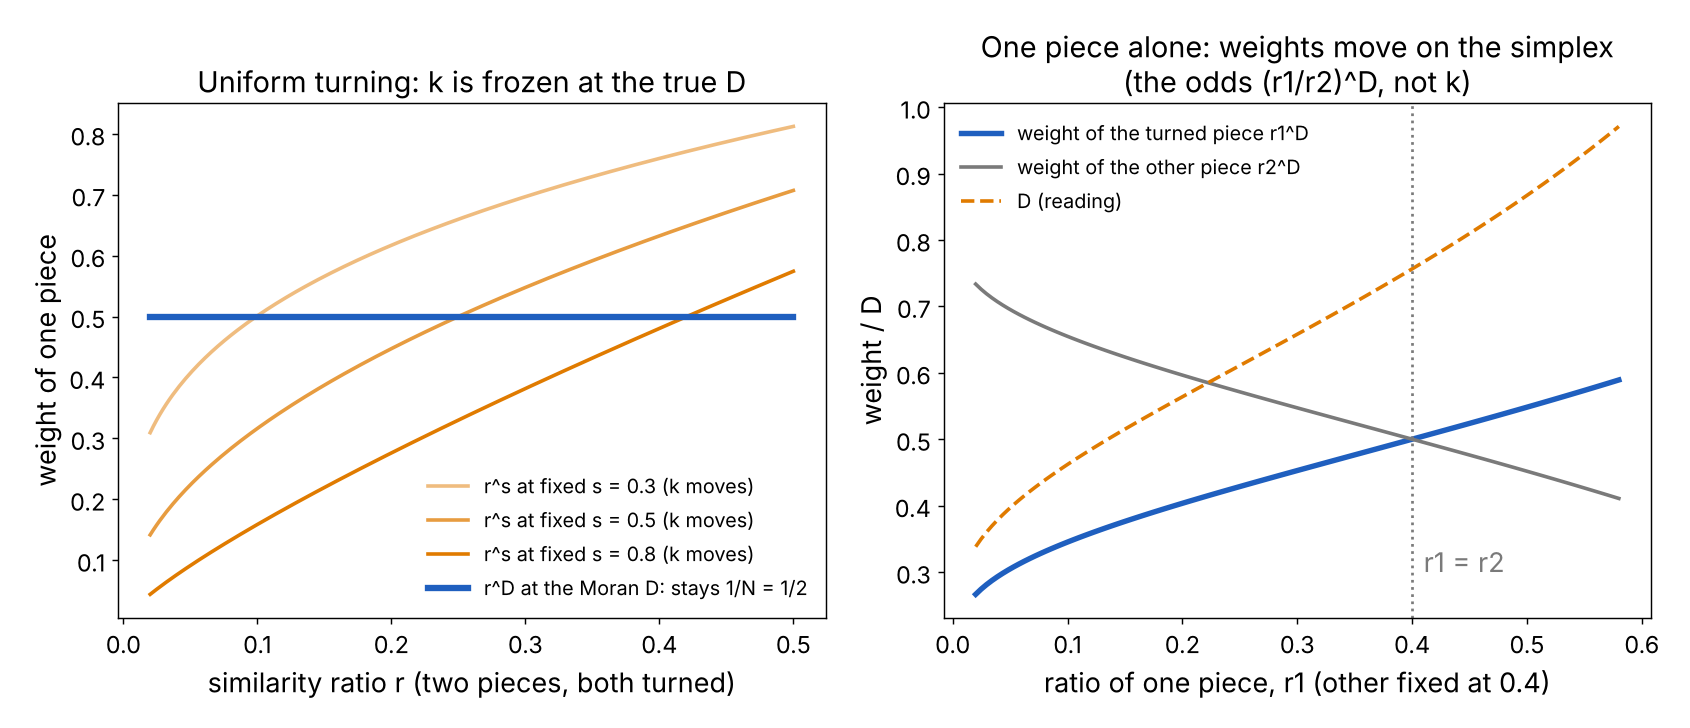 Uniform turning: k is frozen at the true D
weight of one piece
0.8
0.7
0.6
0.5
0.4
0.3
0.2
0.1
r^s at fixed s = 0.3 (k moves)
r^s at fixed s = 0.5 (k moves)
r^s at fixed s = 0.8 (k moves)
r^D at the Moran D: stays 1/N = 1/2
0.0 0.1 0.2 0.3 0.4 0.5
similarity ratio r (two pieces, both turned)
One piece alone: weights move on the simplex
(the odds (r1/r2)^D, not k)
weight / D
1.0
0.9
0.8
0.7
0.6
0.5
0.4
0.3
weight of the turned piece r1^D
weight of the other piece r2^D
D (reading)
r1 = r2
0.0 0.1 0.2 0.3 0.4 0.5 0.6
ratio of one piece, r1 (other fixed at 0.4)